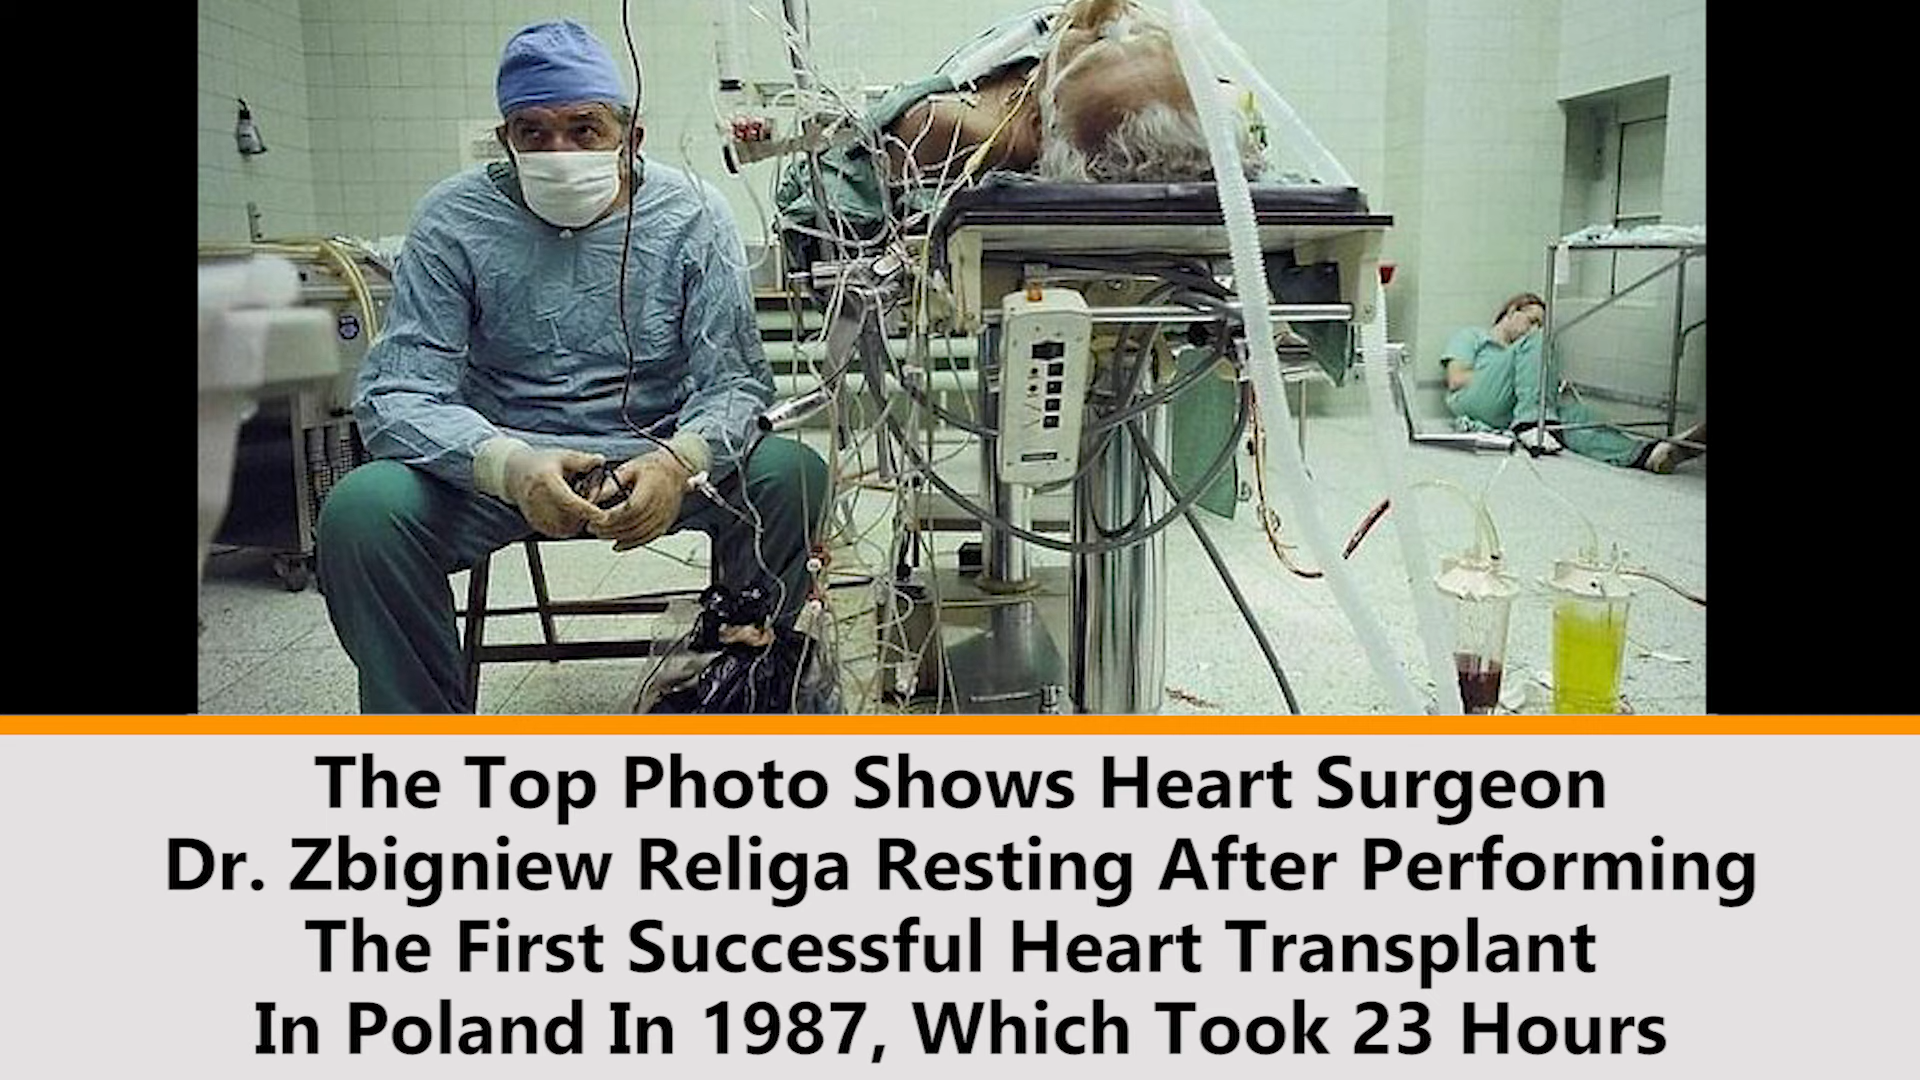 The Top Photo Shows Heart Surgeon
Dr. Zbigniew Religa Resting After Performing
The First Successful Heart Transplant
In Poland In 1987, Which Took 23 Hours